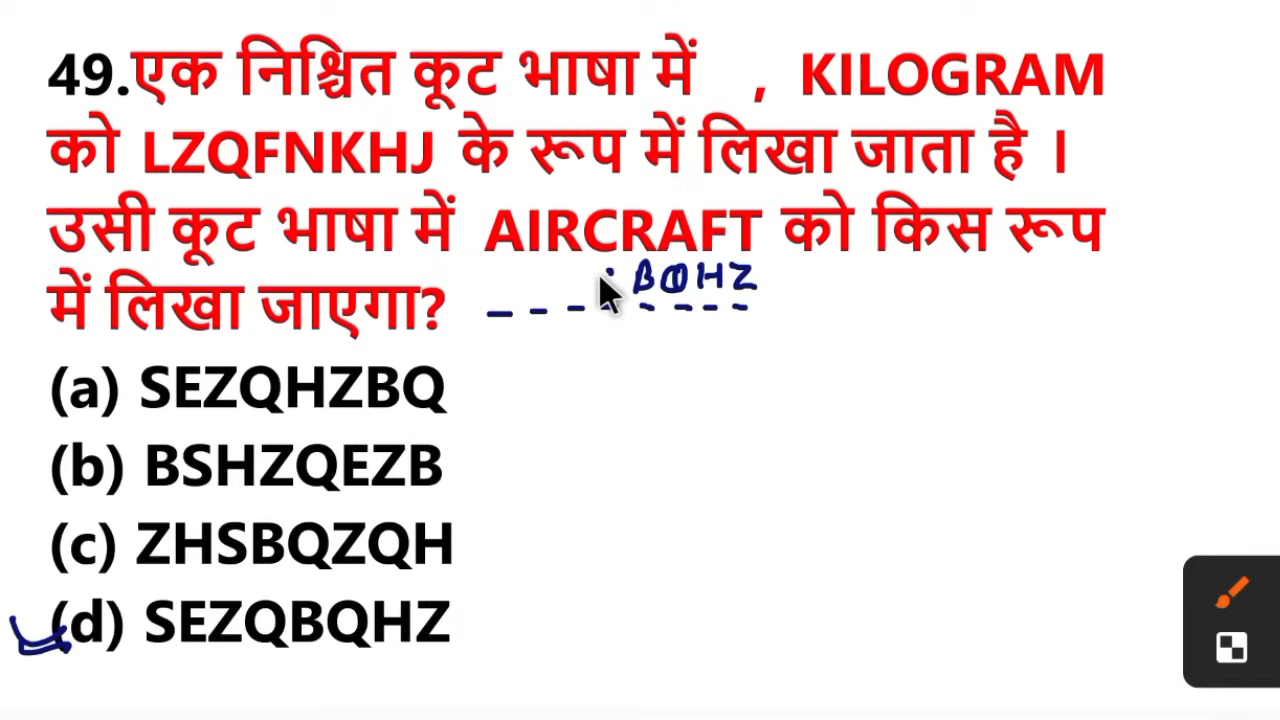 49.एक निश्चित कूट भाषा में , KILOGRAM
को LZQFNKHJ के रूप में लिखा जाता है ।
उसी कूट भाषा में AIRCRAFT को किस रूप
BQHZ
में लिखा जाएगा?
(a) SEZQHZBQ
(b) BSHZQEZB
(c) ZHSBQZQH
(d) SEZQBQHZ